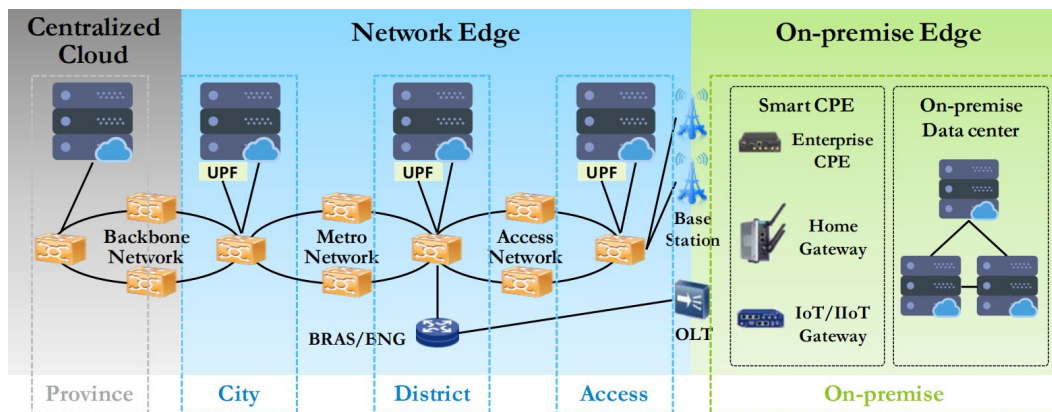 Centralized
Cloud
Network Edge
On-premise Edge
UPF
UPF
UPF
Backbone
Network
Metro
Network
Access
Network
Base
Station
BRAS/BNG
OLT
Smart CPE
Enterprise
CPE
Home
Gateway
IoT/IIoT
Gateway
On-premise
Data center
Province
City
District
Access
On-premise